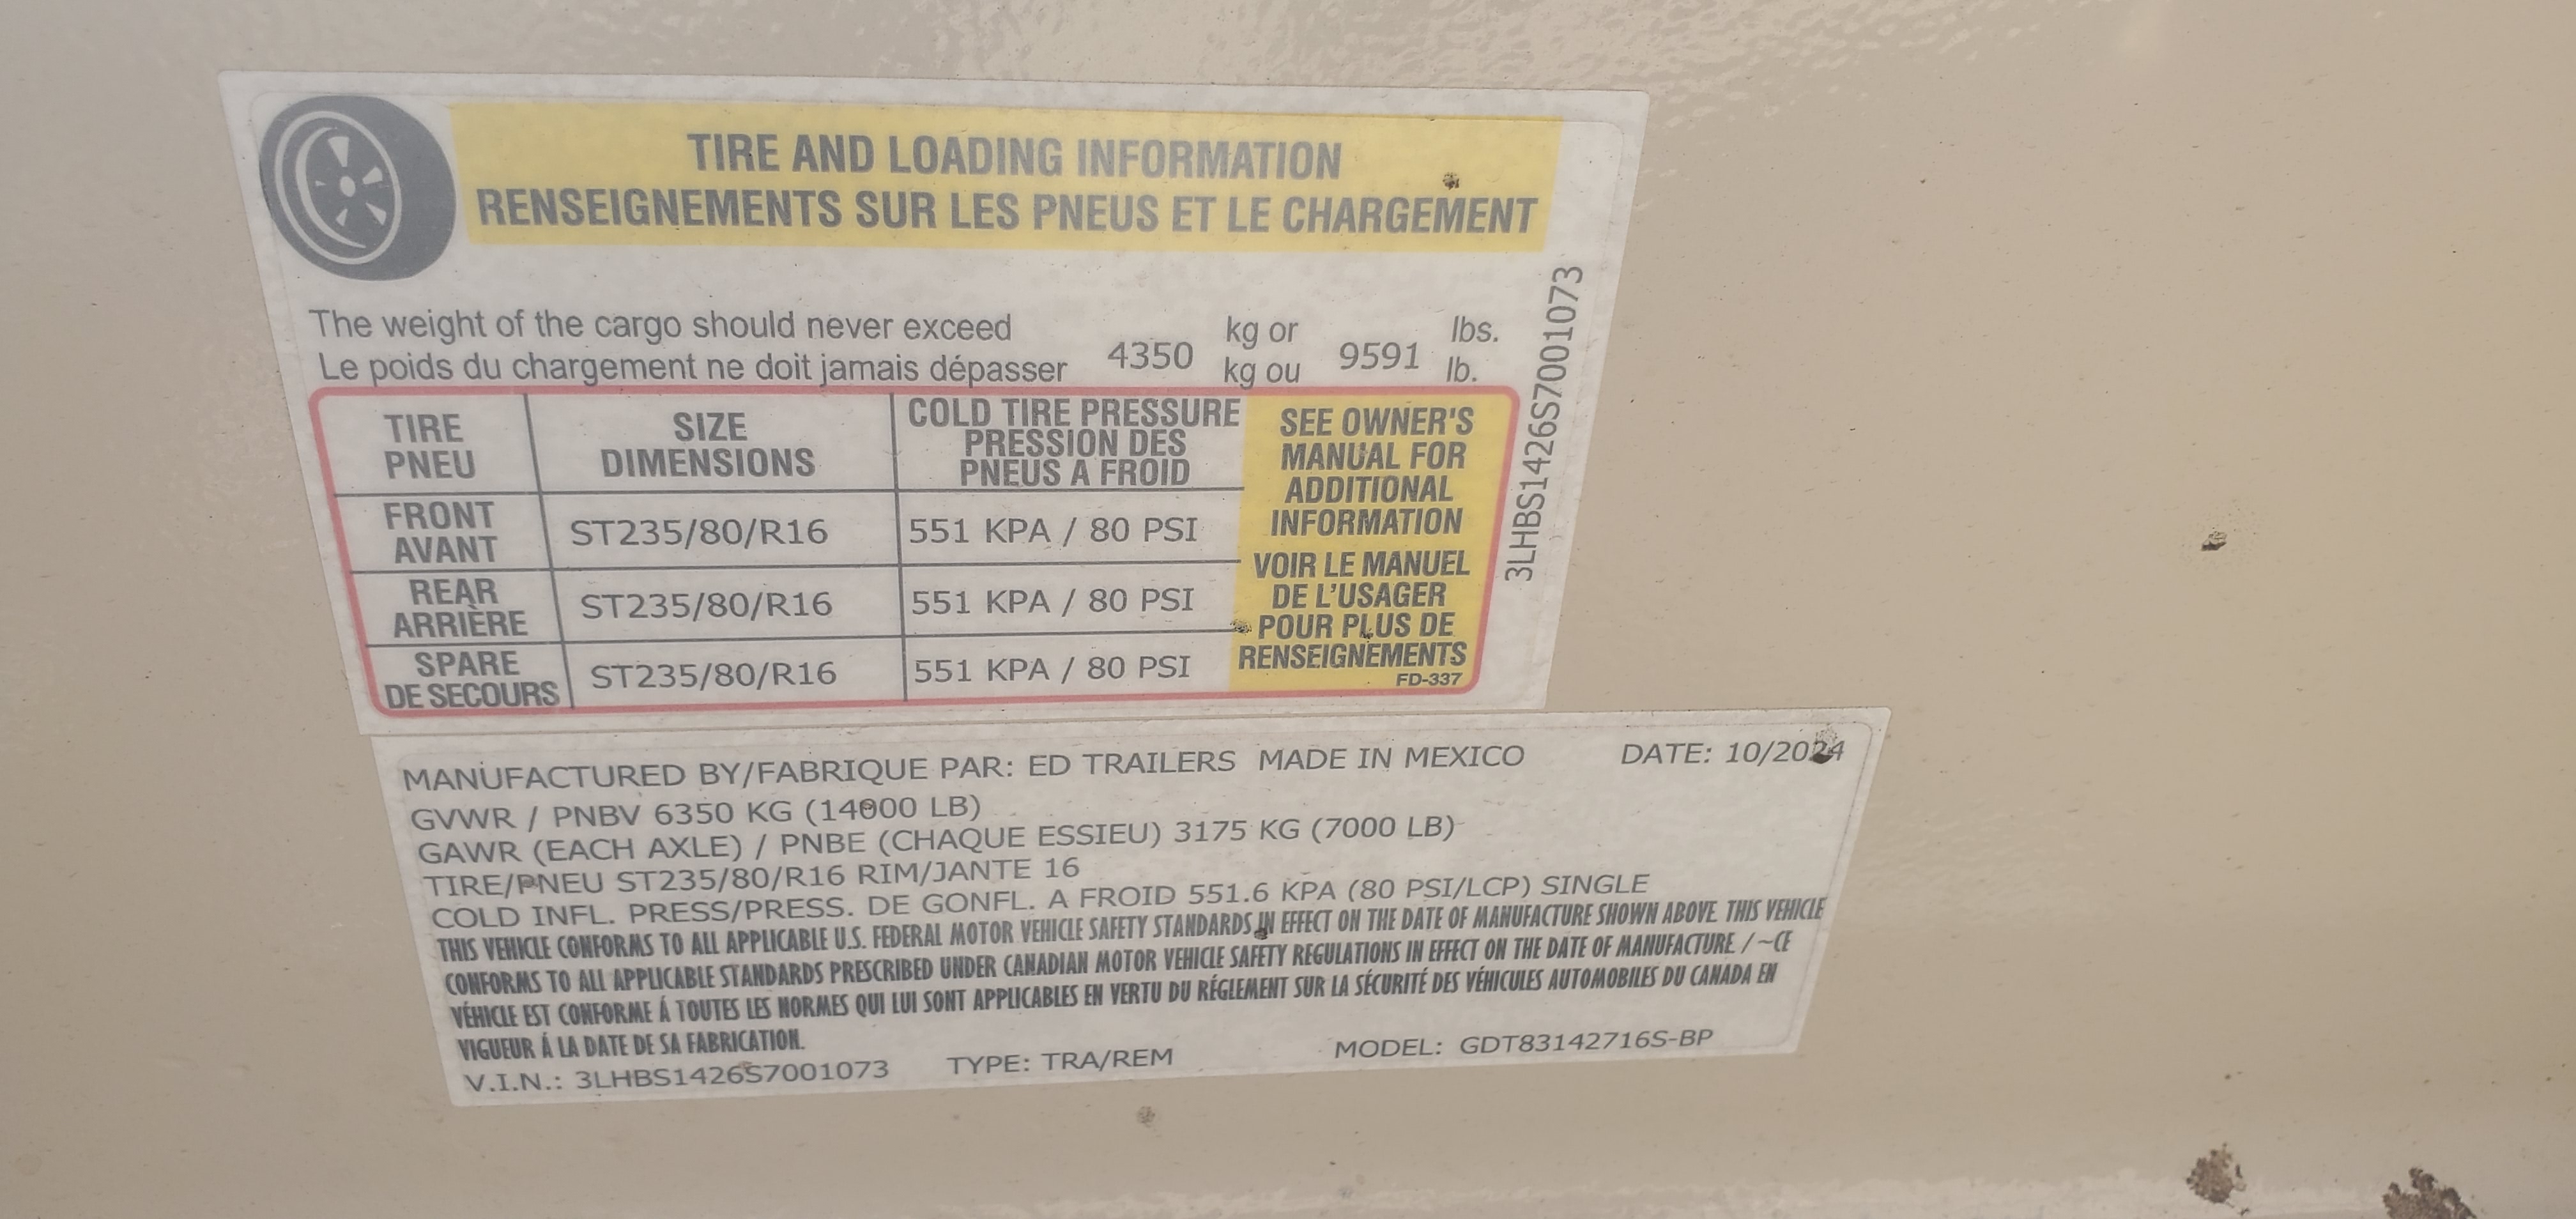 TIRE AND LOADING INFORMATION
RENSEIGNEMENTS SUR LES PNEUS ET LE CHARGEMENT
The weight of the cargo should never exceed 4350 kg or 9591 lbs.
Le poids du chargement ne doit jamais dépasser kg ou lb.
3LHBS1426S7001073
TIRE
PNEU
SIZE
DIMENSIONS
COLD TIRE PRESSURE
PRESSION DES
PNEUS A FROID
FRONT
AVANT
ST235/80/R16
551 KPA / 80 PSI
REAR
ARRIÈRE
ST235/80/R16
551 KPA / 80 PSI
SPARE
DE SECOURS
ST235/80/R16
551 KPA / 80 PSI
SEE OWNER'S
MANUAL FOR
ADDITIONAL
INFORMATION
VOIR LE MANUEL
DE L'USAGER
POUR PLUS DE
RENSEIGNEMENTS
FD-337
MANUFACTURED BY/FABRIQUE PAR: ED TRAILERS MADE IN MEXICO DATE: 10/2024
GVWR / PNBV 6350 KG (14000 LB)
GAWR (EACH AXLE) / PNBE (CHAQUE ESSIEU) 3175 KG (7000 LB)
TIRE/PNEU ST235/80/R16 RIM/JANTE 16
COLD INFL. PRESS/PRESS. DE GONFL. A FROID 551.6 KPA (80 PSI/LCP) SINGLE
THIS VEHICLE CONFORMS TO ALL APPLICABLE U.S. FEDERAL MOTOR VEHICLE SAFETY STANDARDS IN EFFECT ON THE DATE OF MANUFACTURE SHOWN ABOVE. THIS VEHICLE
CONFORMS TO ALL APPLICABLE STANDARDS PRESCRIBED UNDER CANADIAN MOTOR VEHICLE SAFETY REGULATIONS IN EFFECT ON THE DATE OF MANUFACTURE. / ~CE
VÉHICLE EST CONFORME Á TOUTES LES NORMES QUI LUI SONT APPLICABLES EN VERTU DU RÉGLEMENT SUR LA SÉCURITÉ DES VÉHICULES AUTOMOBILES DU CANADA EN
VIGUEUR Á LA DATE DE SA FABRICATION.
V.I.N.: 3LHBS1426S7001073 TYPE: TRA/REM MODEL: GDT83142716S-BP